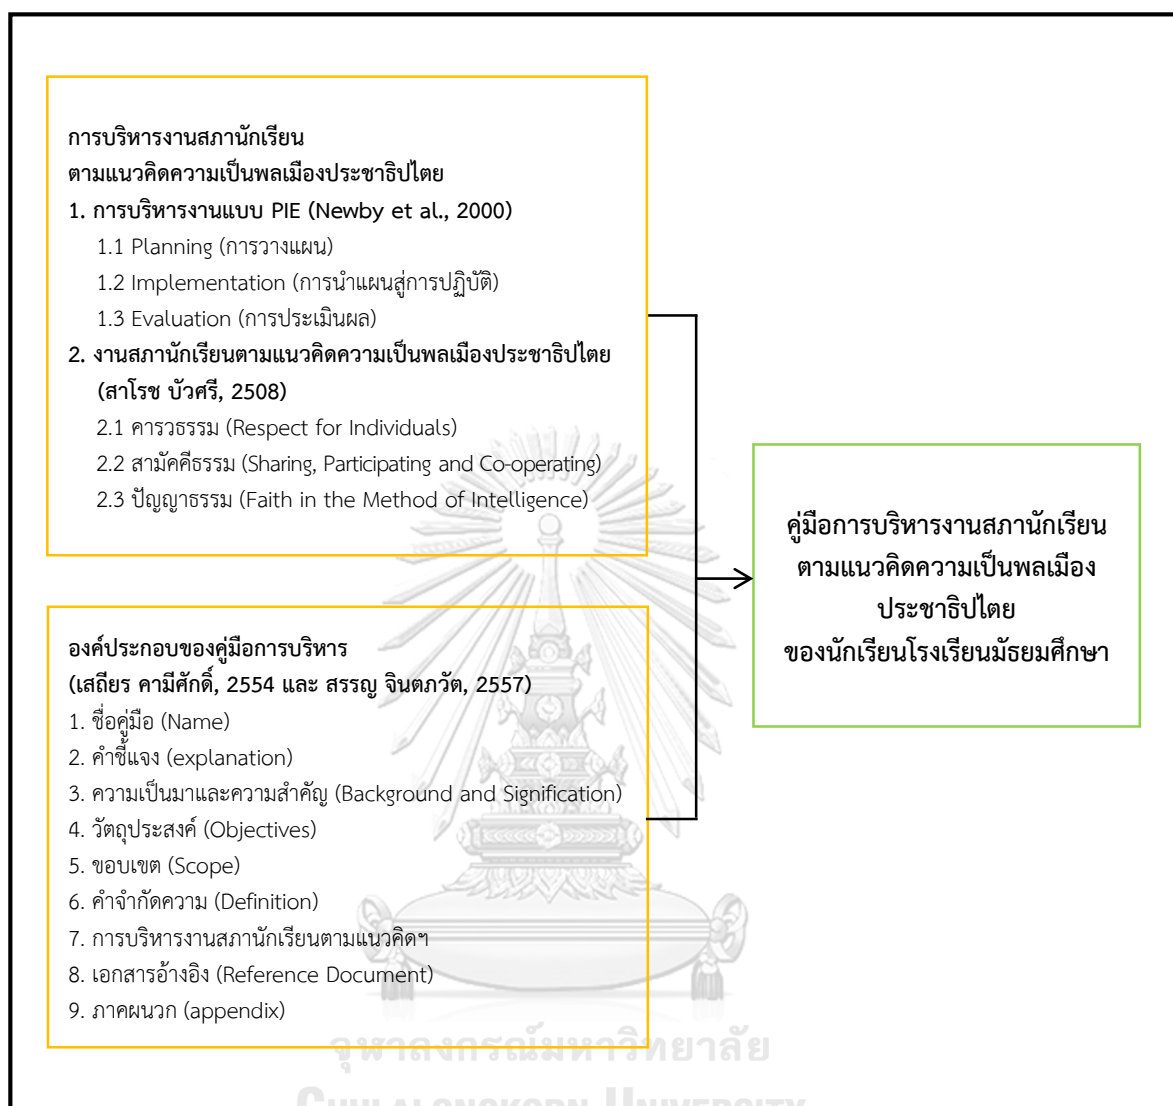 การบริหารงานสภานักเรียน
ตามแนวคิดความเป็นพลเมืองประชาธิปไตย
1. การบริหารงานแบบ PIE (Newby et al., 2000)
1.1 Planning (การวางแผน)
1.2 Implementation (การนำแผนสู่การปฏิบัติ)
1.3 Evaluation (การประเมินผล)
2. งานสภานักเรียนตามแนวคิดความเป็นพลเมืองประชาธิปไตย
(สาโรช บัวศรี, 2508)
2.1 คารวธรรม (Respect for Individuals)
2.2 สามัคคีธรรม (Sharing, Participating and Co-operating)
2.3 ปัญญาธรรม (Faith in the Method of Intelligence)
องค์ประกอบของคู่มือการบริหาร
(เสถียร คามีศักดิ์, 2554 และ สรรญ จินตภวัต, 2557)
1. ชื่อคู่มือ (Name)
2. คำชี้แจง (explanation)
3. ความเป็นมาและความสำคัญ (Background and Signification)
4. วัตถุประสงค์ (Objectives)
5. ขอบเขต (Scope)
6. คำจำกัดความ (Definition)
7. การบริหารงานสภานักเรียนตามแนวคิดฯ
8. เอกสารอ้างอิง (Reference Document)
9. ภาคผนวก (appendix)
คู่มือการบริหารงานสภานักเรียน
ตามแนวคิดความเป็นพลเมือง
ประชาธิปไตย
ของนักเรียนโรงเรียนมัธยมศึกษา
จุฬาลงกรณ์มหาวิทยาลัย
CHULALONGKORN UNIVERSITY